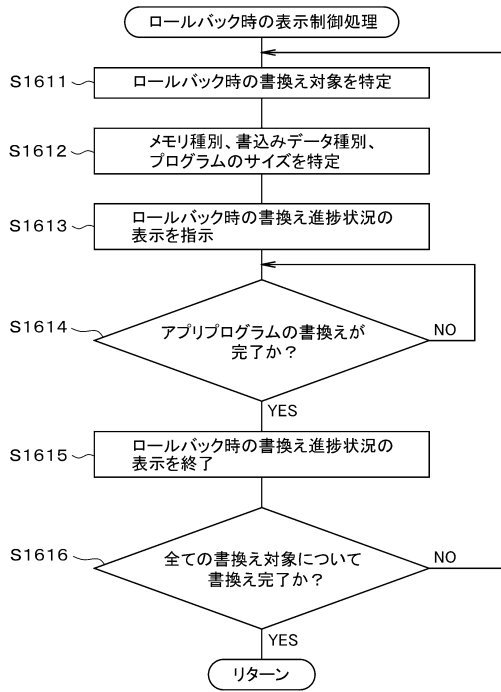 ロールバック時の表示制御処理
S1611
ロールバック時の書換え対象を特定
S1612
メモリ種別、書込みデータ種別、
プログラムのサイズを特定
S1613
ロールバック時の書換え進捗状況の
表示を指示
S1614
アプリプログラムの書換えが
完了か？
NO
YES
S1615
ロールバック時の書換え進捗状況の
表示を終了
S1616
全ての書換え対象について
書換え完了か？
NO
YES
リターン